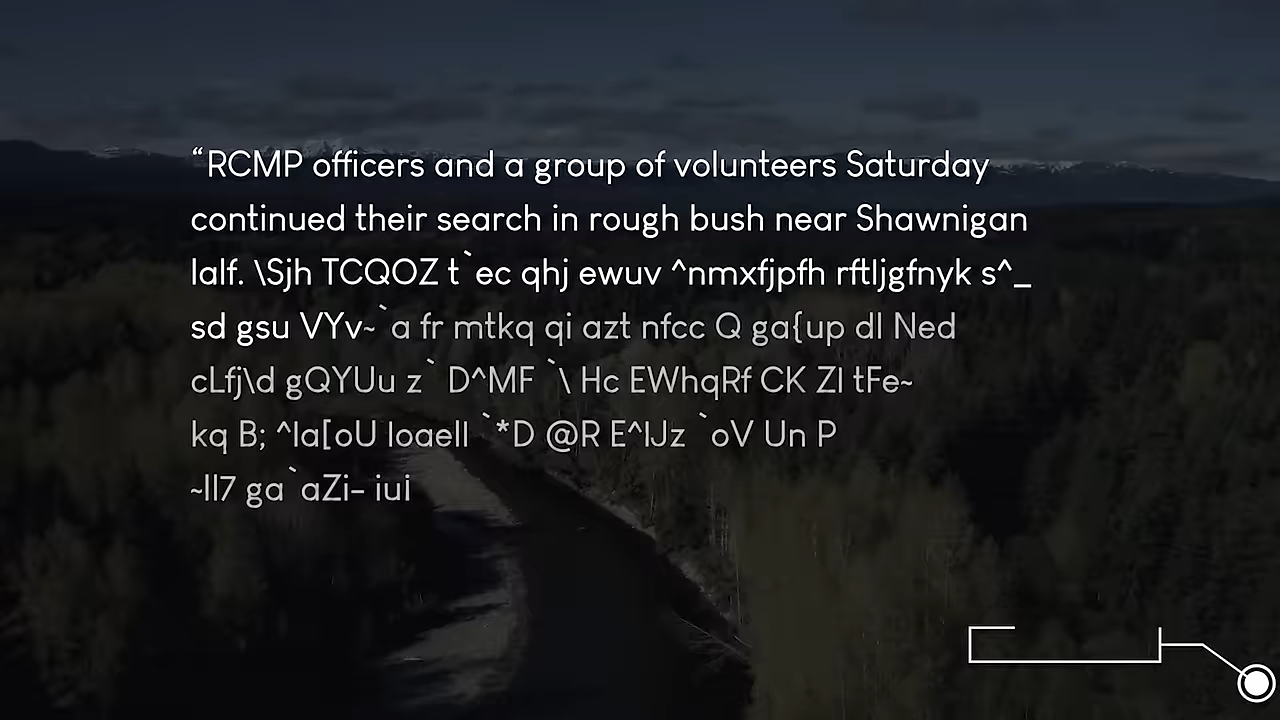 “RCMP officers and a group of volunteers Saturday
continued their search in rough bush near Shawnigan
lalf. \Sjh TCQOZ t`ec qhj ewuv ^nmxfjpfh rftljgfnyk s^_
sd gsu VYv~`a fr mtkq qi azt nfcc Q ga{up dl Ned
cLfj\d gQYUu z` D^MF `\ Hc EWhqRf CK Zl tFe~
kq B; ^la[oU loaell `*D @R E^lJz `oV Un P
~ll7 ga`aZi- iui